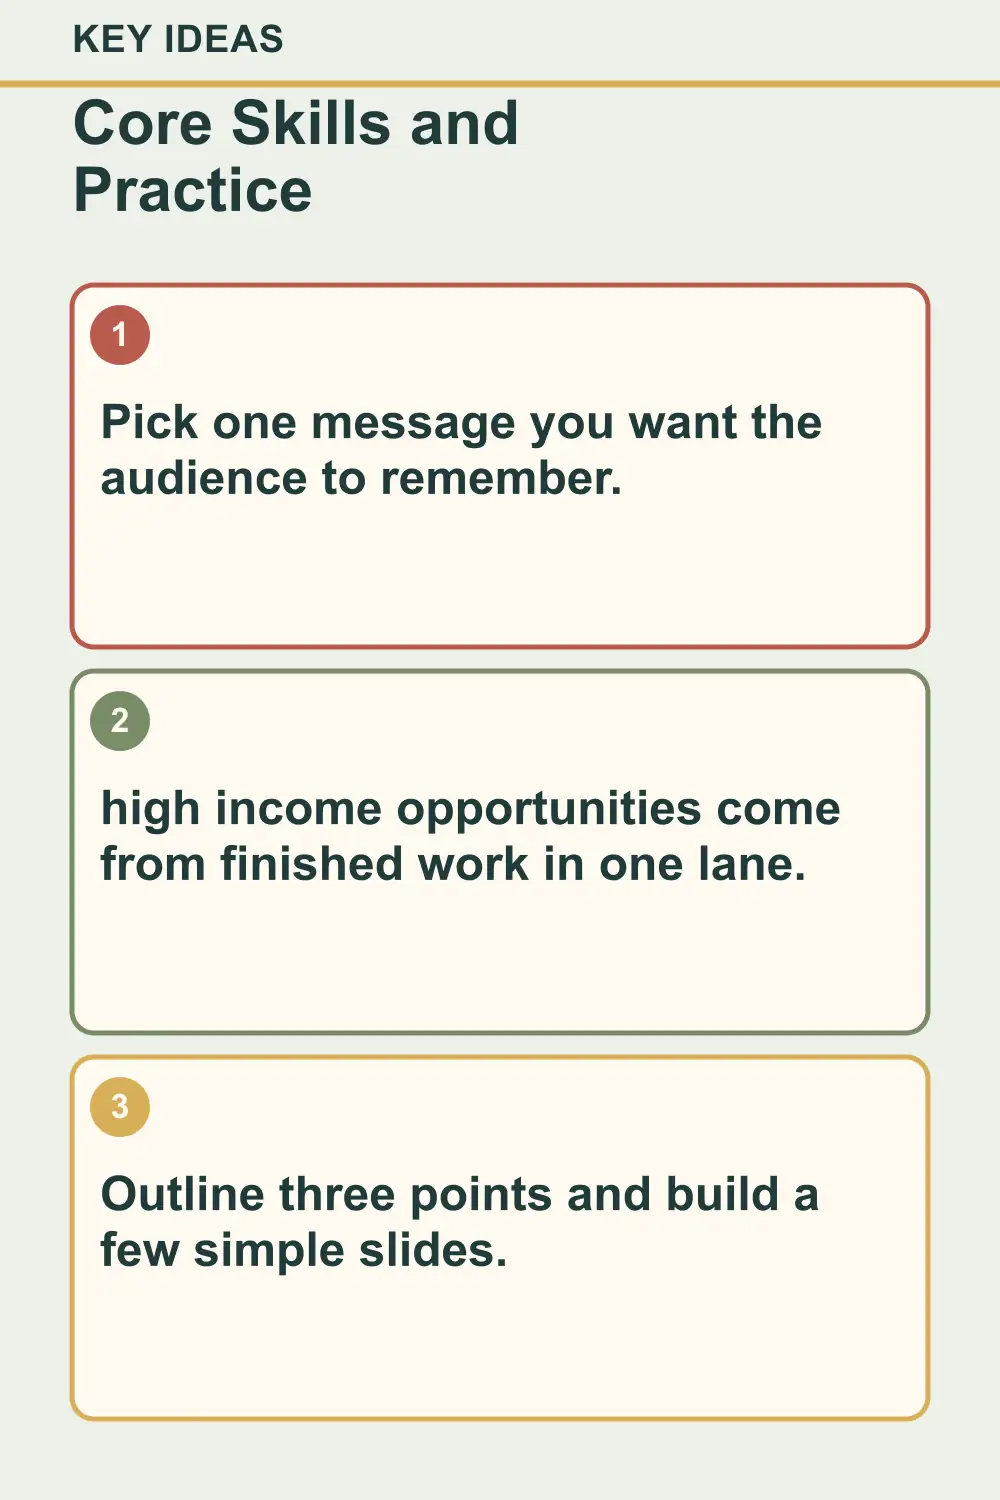 KEY IDEAS
Core Skills and
Practice
1
Pick one message you want the
audience to remember.
2
high income opportunities come
from finished work in one lane.
3
Outline three points and build a
few simple slides.